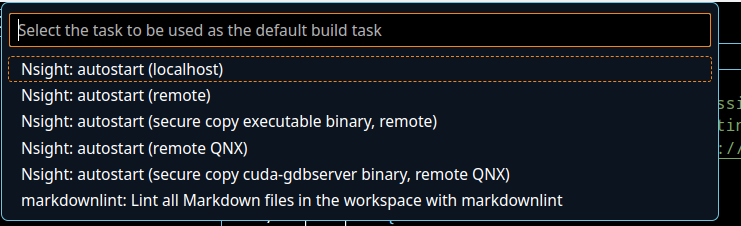 Select the task to be used as the default build task
Nsight: autostart (localhost)
Nsight: autostart (remote)
Nsight: autostart (secure copy executable binary, remote)
Nsight: autostart (remote QNX)
Nsight: autostart (secure copy cuda-gdbserver binary, remote QNX)
markdownlint: Lint all Markdown files in the workspace with markdownlint